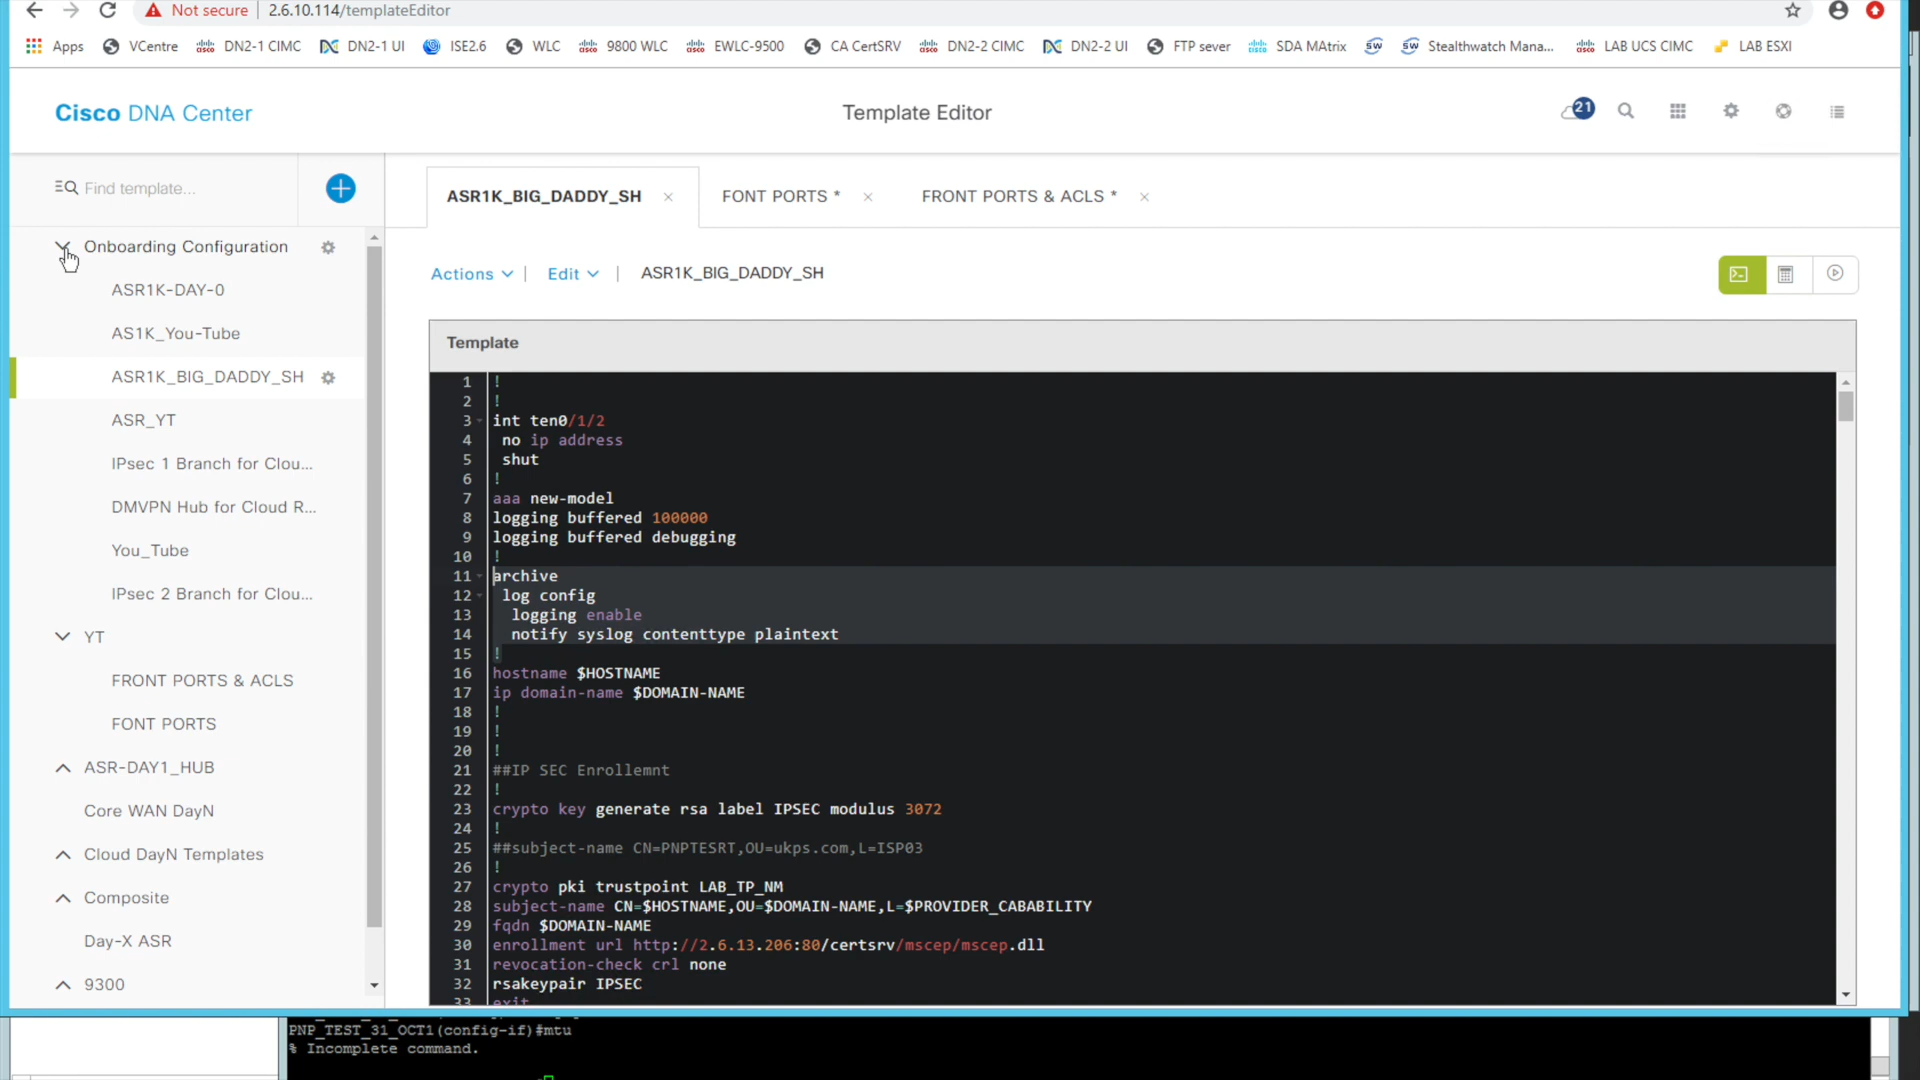 Not secure | 2.6.10.114/templateEditor
Apps VCentre DN2-1 CIMC DN2-1 UI ISE2.6 WLC 9800 WLC EWLC-9500 CA CertSRV DN2-2 CIMC DN2-2 UI FTP sever SDA MAtrix SW SW Stealthwatch Mana... LAB UCS CIMC LAB ESXI
Cisco DNA Center
Template Editor
21
Find template...
Onboarding Configuration
ASR1K-DAY-0
AS1K_You-Tube
ASR1K_BIG_DADDY_SH
ASR_YT
IPsec 1 Branch for Clou...
DMVPN Hub for Cloud R...
You_Tube
IPsec 2 Branch for Clou...
YT
FRONT PORTS & ACLS
FONT PORTS
ASR-DAY1_HUB
Core WAN DayN
Cloud DayN Templates
Composite
Day-X ASR
9300
ASR1K_BIG_DADDY_SH × FONT PORTS * × FRONT PORTS & ACLS * ×
Actions | Edit | ASR1K_BIG_DADDY_SH
Template
1 !
2 !
3 int ten0/1/2
4 no ip address
5 shut
6 !
7 aaa new-model
8 logging buffered 100000
9 logging buffered debugging
10 !
11 archive
12 log config
13 logging enable
14 notify syslog contenttype plaintext
15 !
16 hostname $HOSTNAME
17 ip domain-name $DOMAIN-NAME
18 !
19 !
20 !
21 ##IP SEC Enrollemnt
22 !
23 crypto key generate rsa label IPSEC modulus 3072
24 !
25 ##subject-name CN=PNPTESRT,OU=ukps.com,L=ISP03
26 !
27 crypto pki trustpoint LAB_TP_NM
28 subject-name CN=$HOSTNAME,OU=$DOMAIN-NAME,L=$PROVIDER_CABABILITY
29 fqdn $DOMAIN-NAME
30 enrollment url http://2.6.13.206:80/certsrv/mscep/mscep.dll
31 revocation-check crl none
32 rsakeypair IPSEC
33 exit
PNP_TEST_31_OCT1(config-if)#mtu
% Incomplete command.